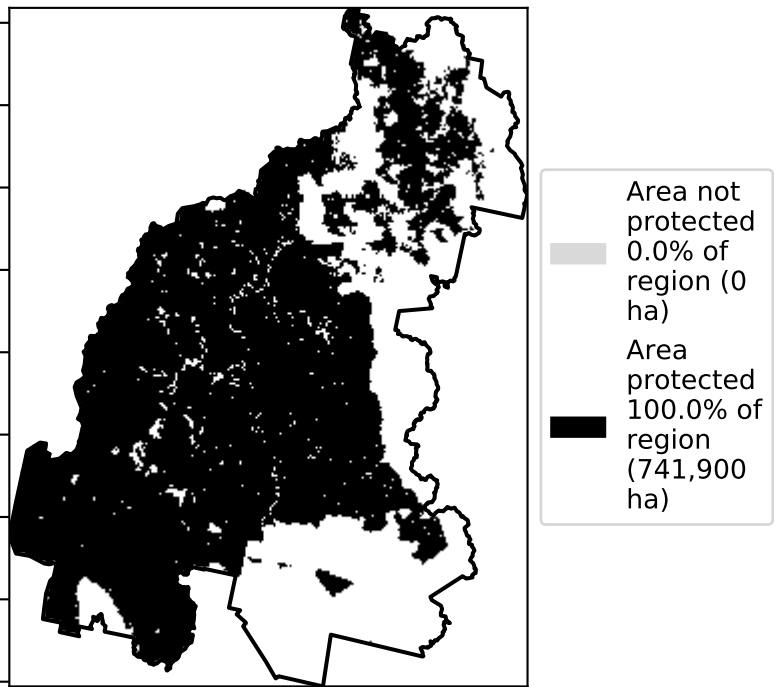 Area not
protected
0.0% of
region (0
ha)
Area
protected
100.0% of
region
(741,900
ha)